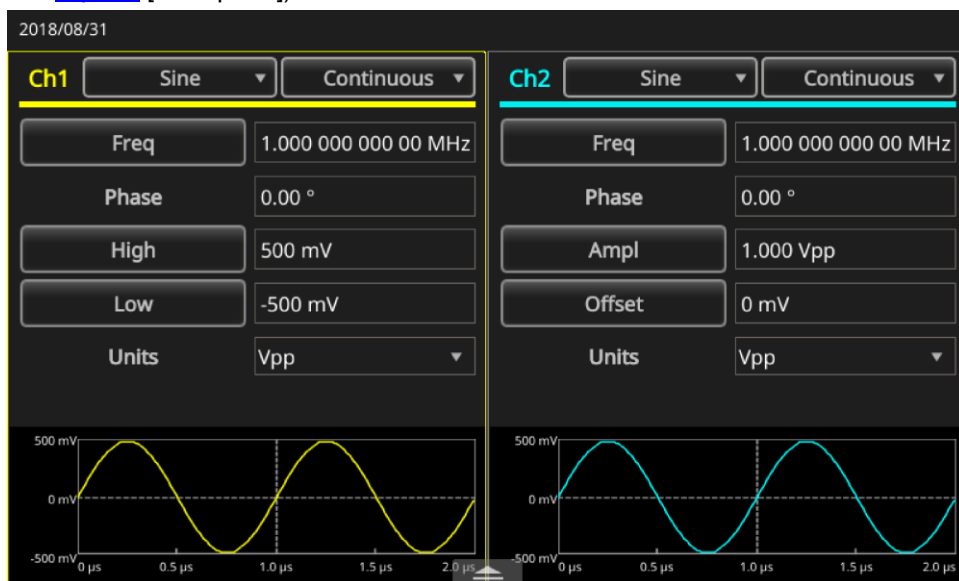 2018/08/31
Ch1 Sine Continuous
Freq 1.000 000 000 00 MHz
Phase 0.00 °
High 500 mV
Low -500 mV
Units Vpp
500 mV
0 mV
-500 mV
0 µs 0.5 µs 1.0 µs 1.5 µs 2.0 µs
Ch2 Sine Continuous
Freq 1.000 000 000 00 MHz
Phase 0.00 °
Ampl 1.000 Vpp
Offset 0 mV
Units Vpp
500 mV
0 mV
-500 mV
0 µs 0.5 µs 1.0 µs 1.5 µs 2.0 µs